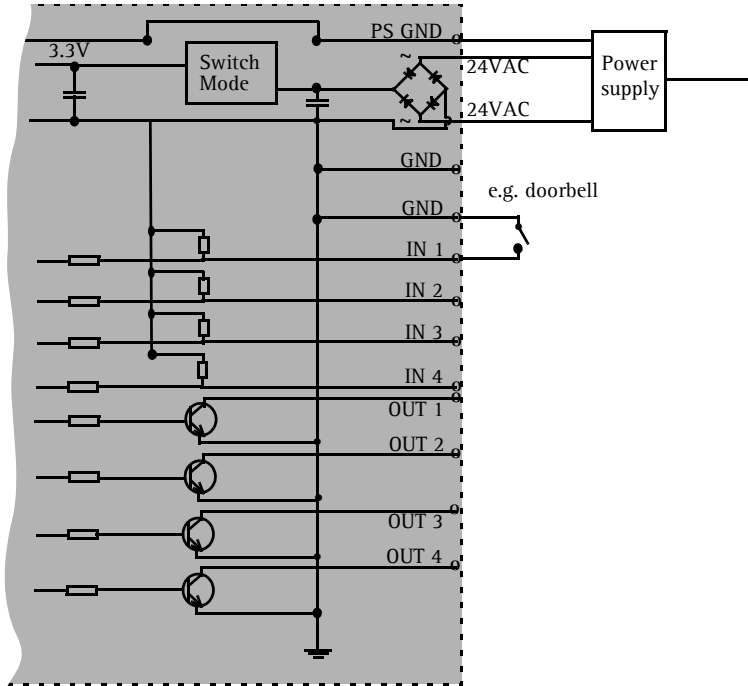 PS GND
3.3V
Switch
Mode
~
24VAC
Power
supply
24VAC
~
GND
e.g. doorbell
GND
IN 1
IN 2
IN 3
IN 4
OUT 1
OUT 2
OUT 3
OUT 4